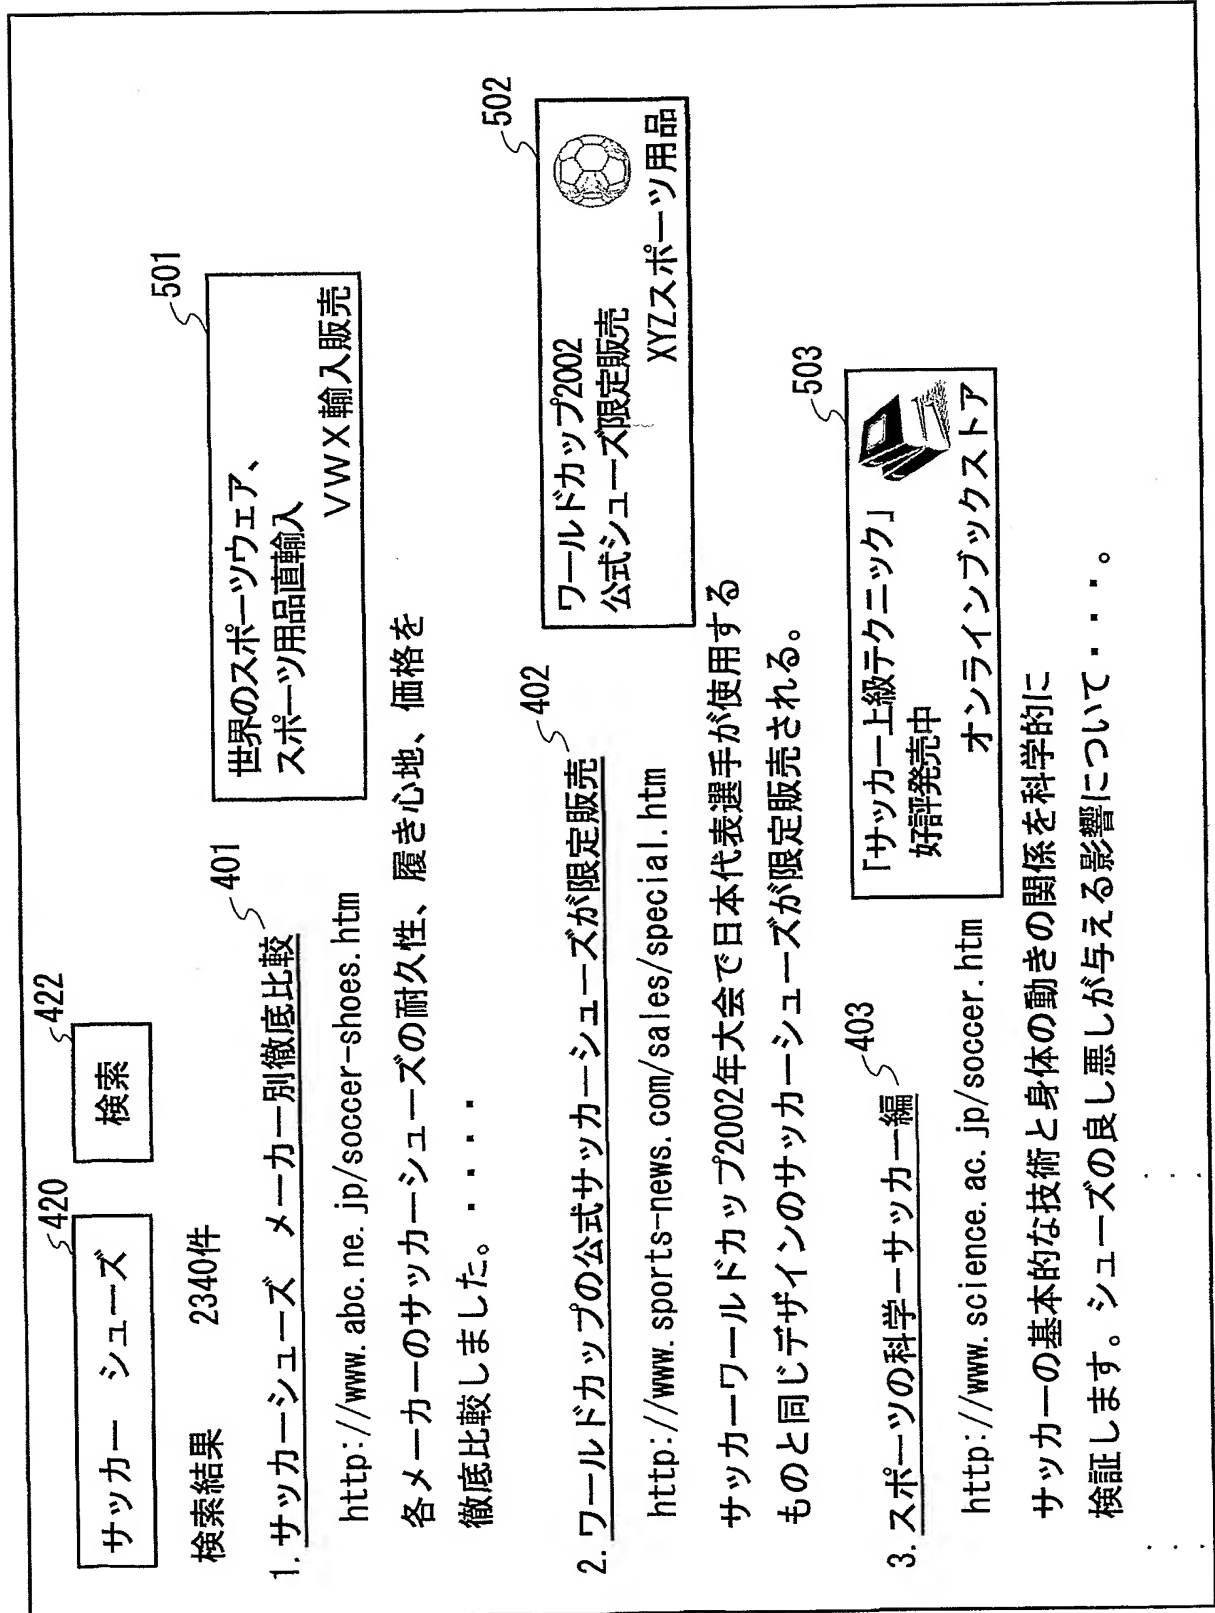 420
422
サッカー シューズ
検索
検索結果 2340件
401
1. サッカーシューズ メーカー別徹底比較
http://www.abc.ne.jp/soccer-shoes.htm
各メーカーのサッカーシューズの耐久性、履き心地、価格を
徹底比較しました。・・・・
501
世界のスポーツウェア、
スポーツ用品直輸入
VWX輸入販売
402
2. ワールドカップの公式サッカーシューズが限定販売
http://www.sports-news.com/sales/special.htm
サッカーワールドカップ2002年大会で日本代表選手が使用する
ものと同じデザインのサッカーシューズが限定販売される。
502
ワールドカップ2002
公式シューズ限定販売
XYZスポーツ用品
403
3. スポーツの科学ーサッカー編
http://www.science.ac.jp/soccer.htm
サッカーの基本的な技術と身体の動きの関係を科学的に
検証します。シューズの良し悪しが与える影響について・・・。
503
「サッカー上級テクニック」
好評発売中
オンラインブックストア